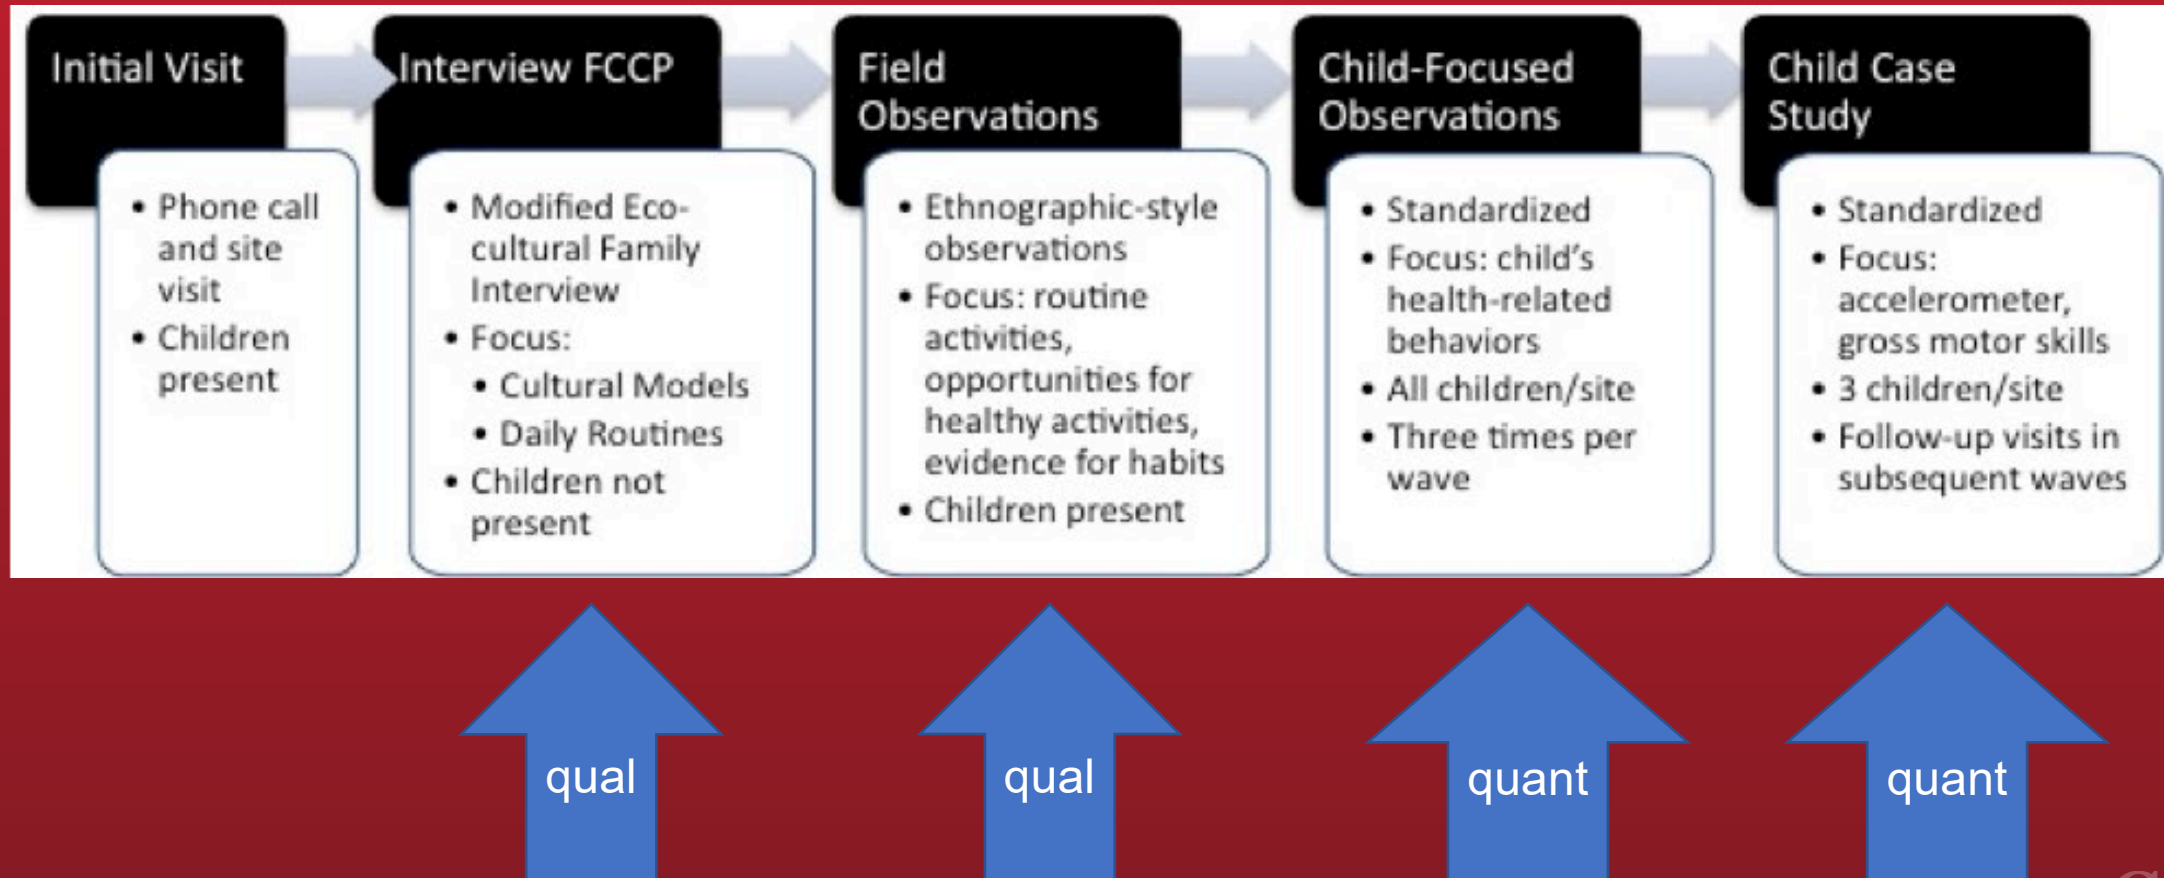 Initial Visit
• Phone call
and site
visit
• Children
present
Interview FCCP
• Modified Eco-
cultural Family
Interview
• Focus:
• Cultural Models
• Daily Routines
• Children not
present
Field
Observations
• Ethnographic-style
observations
• Focus: routine
activities,
opportunities for
healthy activities,
evidence for habits
• Children present
Child-Focused
Observations
• Standardized
• Focus: child's
health-related
behaviors
• All children/site
• Three times per
wave
Child Case
Study
• Standardized
• Focus:
accelerometer,
gross motor skills
• 3 children/site
• Follow-up visits in
subsequent waves
qual
qual
quant
quant